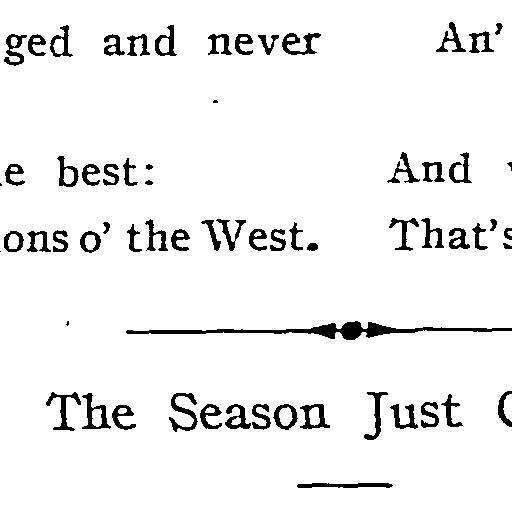 ged and never An'
e best: And
ons o' the West. That's
The Season Just